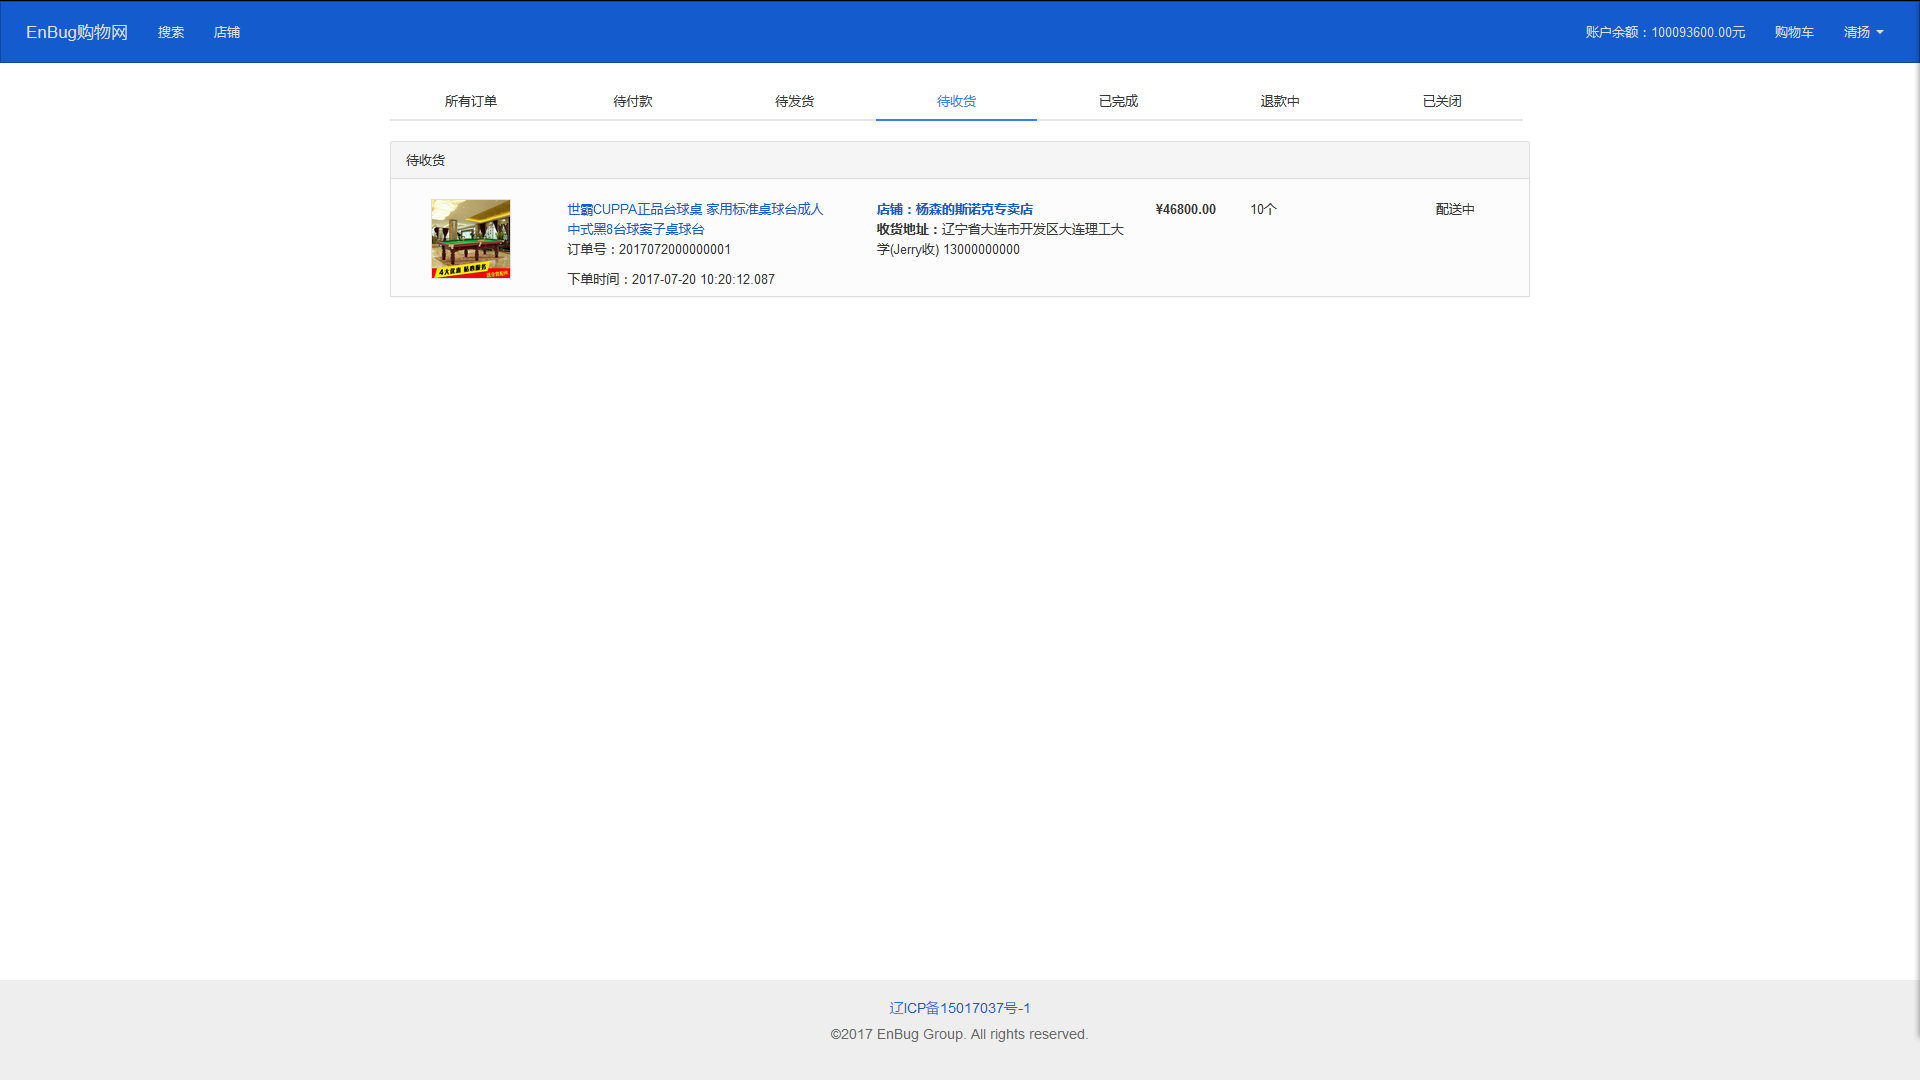 EnBug购物网 搜索 店铺 账户余额：100093600.00元 购物车 清扬
所有订单 待付款 待发货 待收货 已完成 退款中 已关闭
待收货
世霸CUPPA正品台球桌 家用标准桌球台成人
中式黑8台球案子桌球台
订单号：2017072000000001
下单时间：2017-07-20 10:20:12.087
店铺：杨森的斯诺克专卖店
收货地址：辽宁省大连市开发区大连理工大
学(Jerry收) 13000000000
¥46800.00
10个
配送中
4大优惠 贴心服务
辽ICP备15017037号-1
©2017 EnBug Group. All rights reserved.